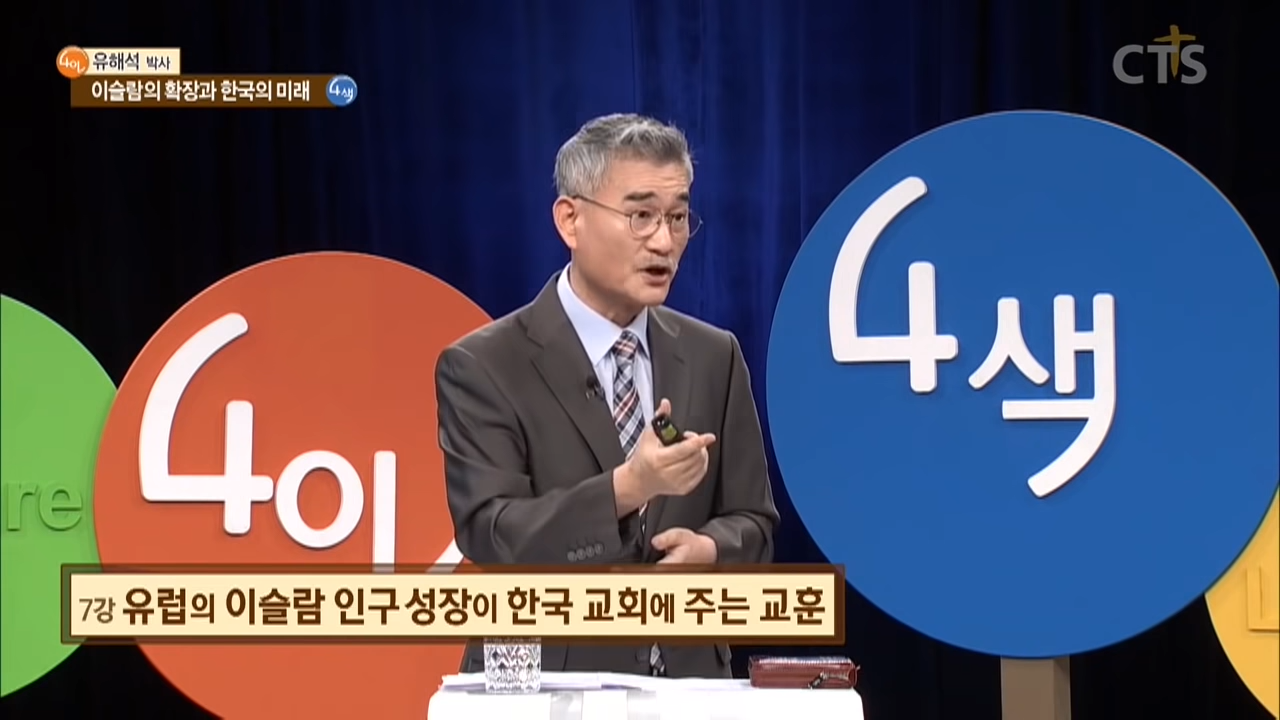 4인 유해석 박사
이슬람의 확장과 한국의 미래 4색
CTS
4색
re
4인
7강 유럽의 이슬람 인구 성장이 한국 교회에 주는 교훈